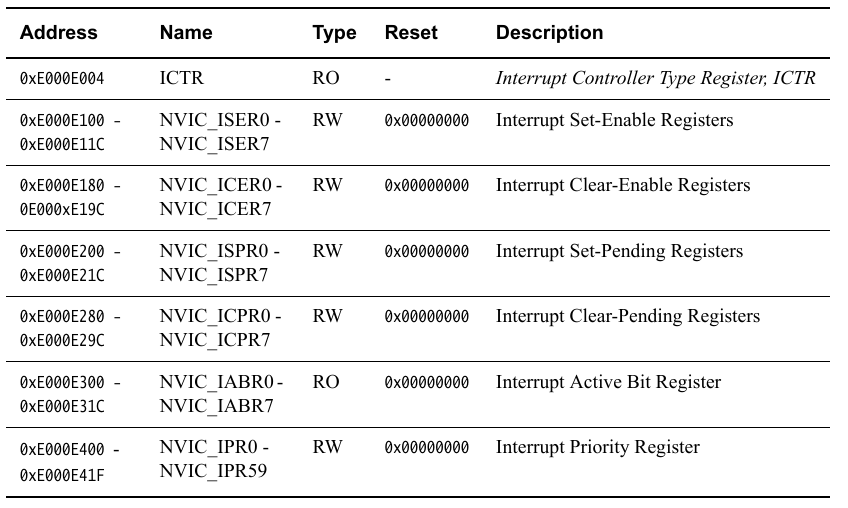 Address Name Type Reset Description
0xE000E004 ICTR RO - Interrupt Controller Type Register, ICTR
0xE000E100 - NVIC_ISER0 - RW 0x00000000 Interrupt Set-Enable Registers
0xE000E11C NVIC_ISER7
0xE000E180 - NVIC_ICER0 - RW 0x00000000 Interrupt Clear-Enable Registers
0E000xE19C NVIC_ICER7
0xE000E200 - NVIC_ISPR0 - RW 0x00000000 Interrupt Set-Pending Registers
0xE000E21C NVIC_ISPR7
0xE000E280 - NVIC_ICPR0 - RW 0x00000000 Interrupt Clear-Pending Registers
0xE000E29C NVIC_ICPR7
0xE000E300 - NVIC_IABR0 - RO 0x00000000 Interrupt Active Bit Register
0xE000E31C NVIC_IABR7
0xE000E400 - NVIC_IPR0 - RW 0x00000000 Interrupt Priority Register
0xE000E41F NVIC_IPR59